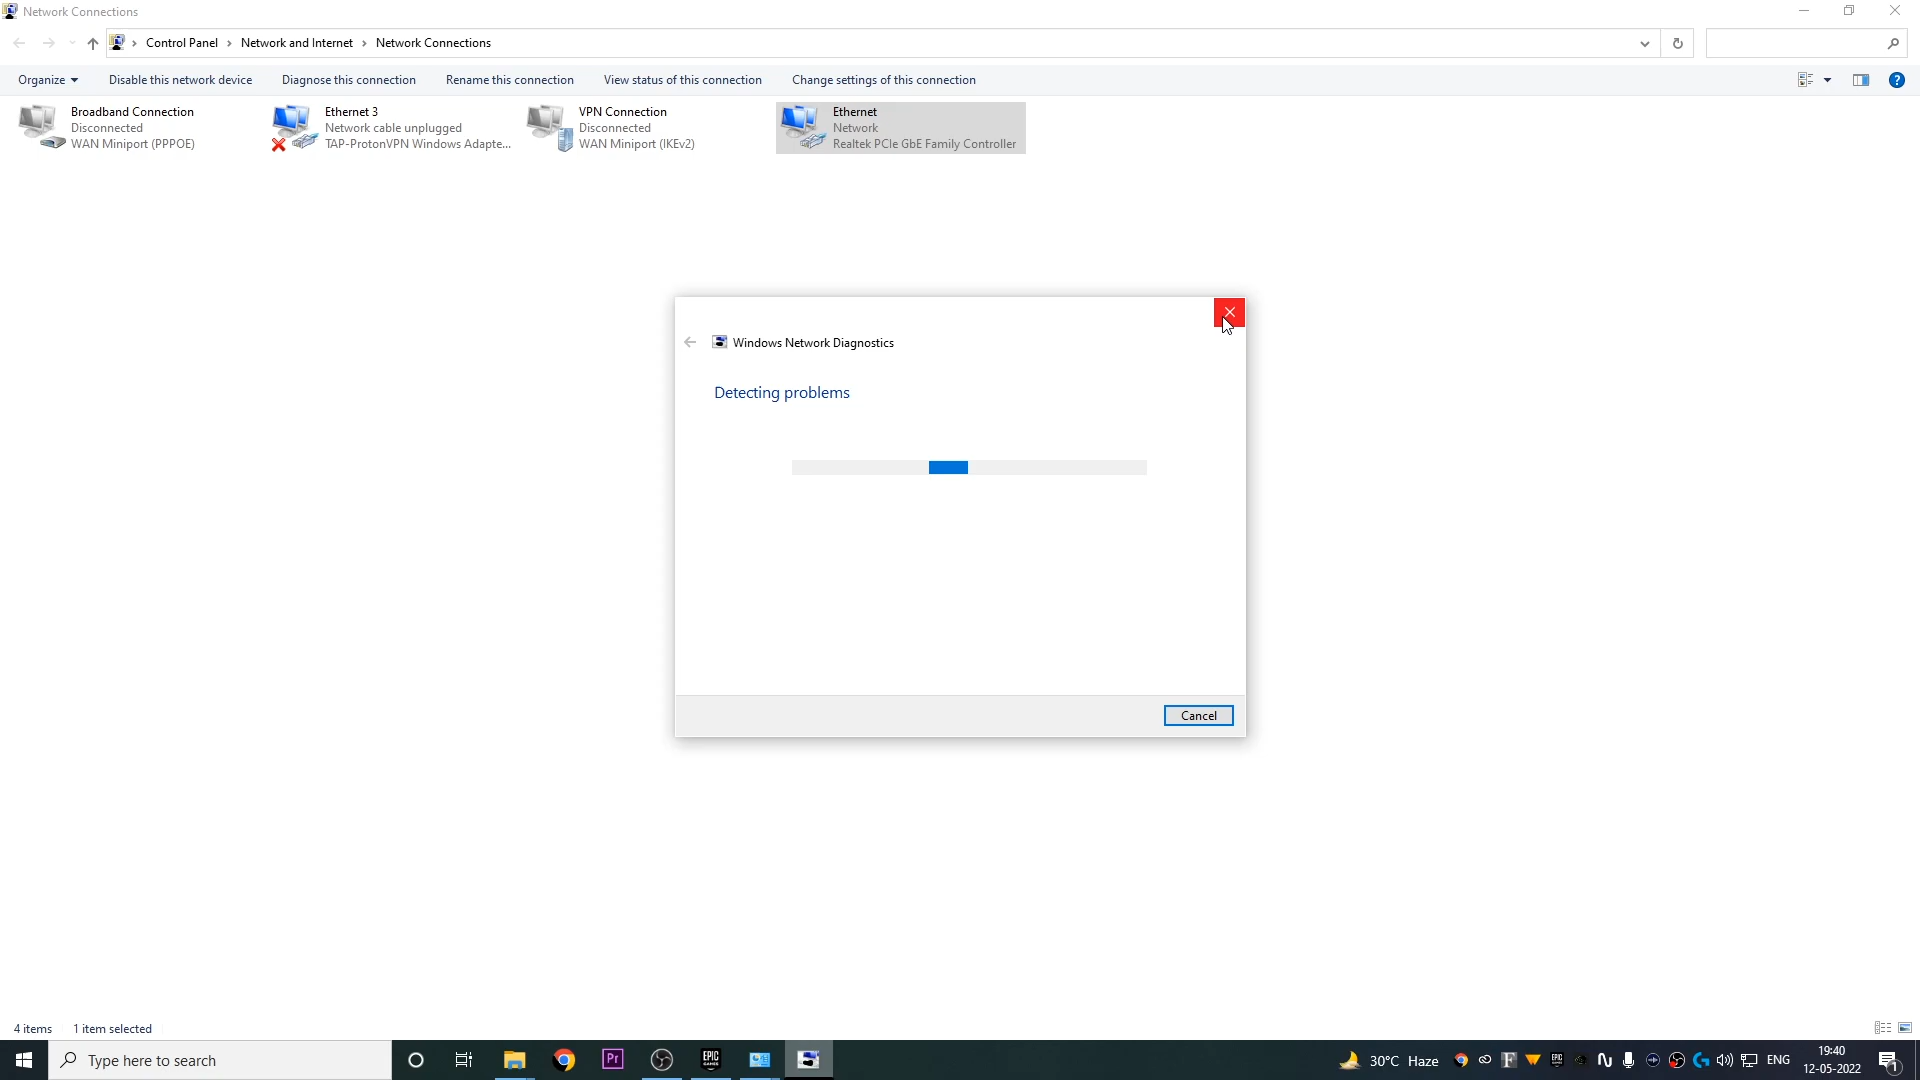 Network Connections
Control Panel > Network and Internet > Network Connections
Organize Disable this network device Diagnose this connection Rename this connection View status of this connection Change settings of this connection
Broadband Connection
Disconnected
WAN Miniport (PPPOE)
Ethernet 3
Network cable unplugged
TAP-ProtonVPN Windows Adapte...
VPN Connection
Disconnected
WAN Miniport (IKEv2)
Ethernet
Network
Realtek PCIe GbE Family Controller
Windows Network Diagnostics
Detecting problems
Cancel
4 items 1 item selected
Type here to search
Pr
EPIC
GAMES
30°C Haze
ENG
19:40
12-05-2022
1